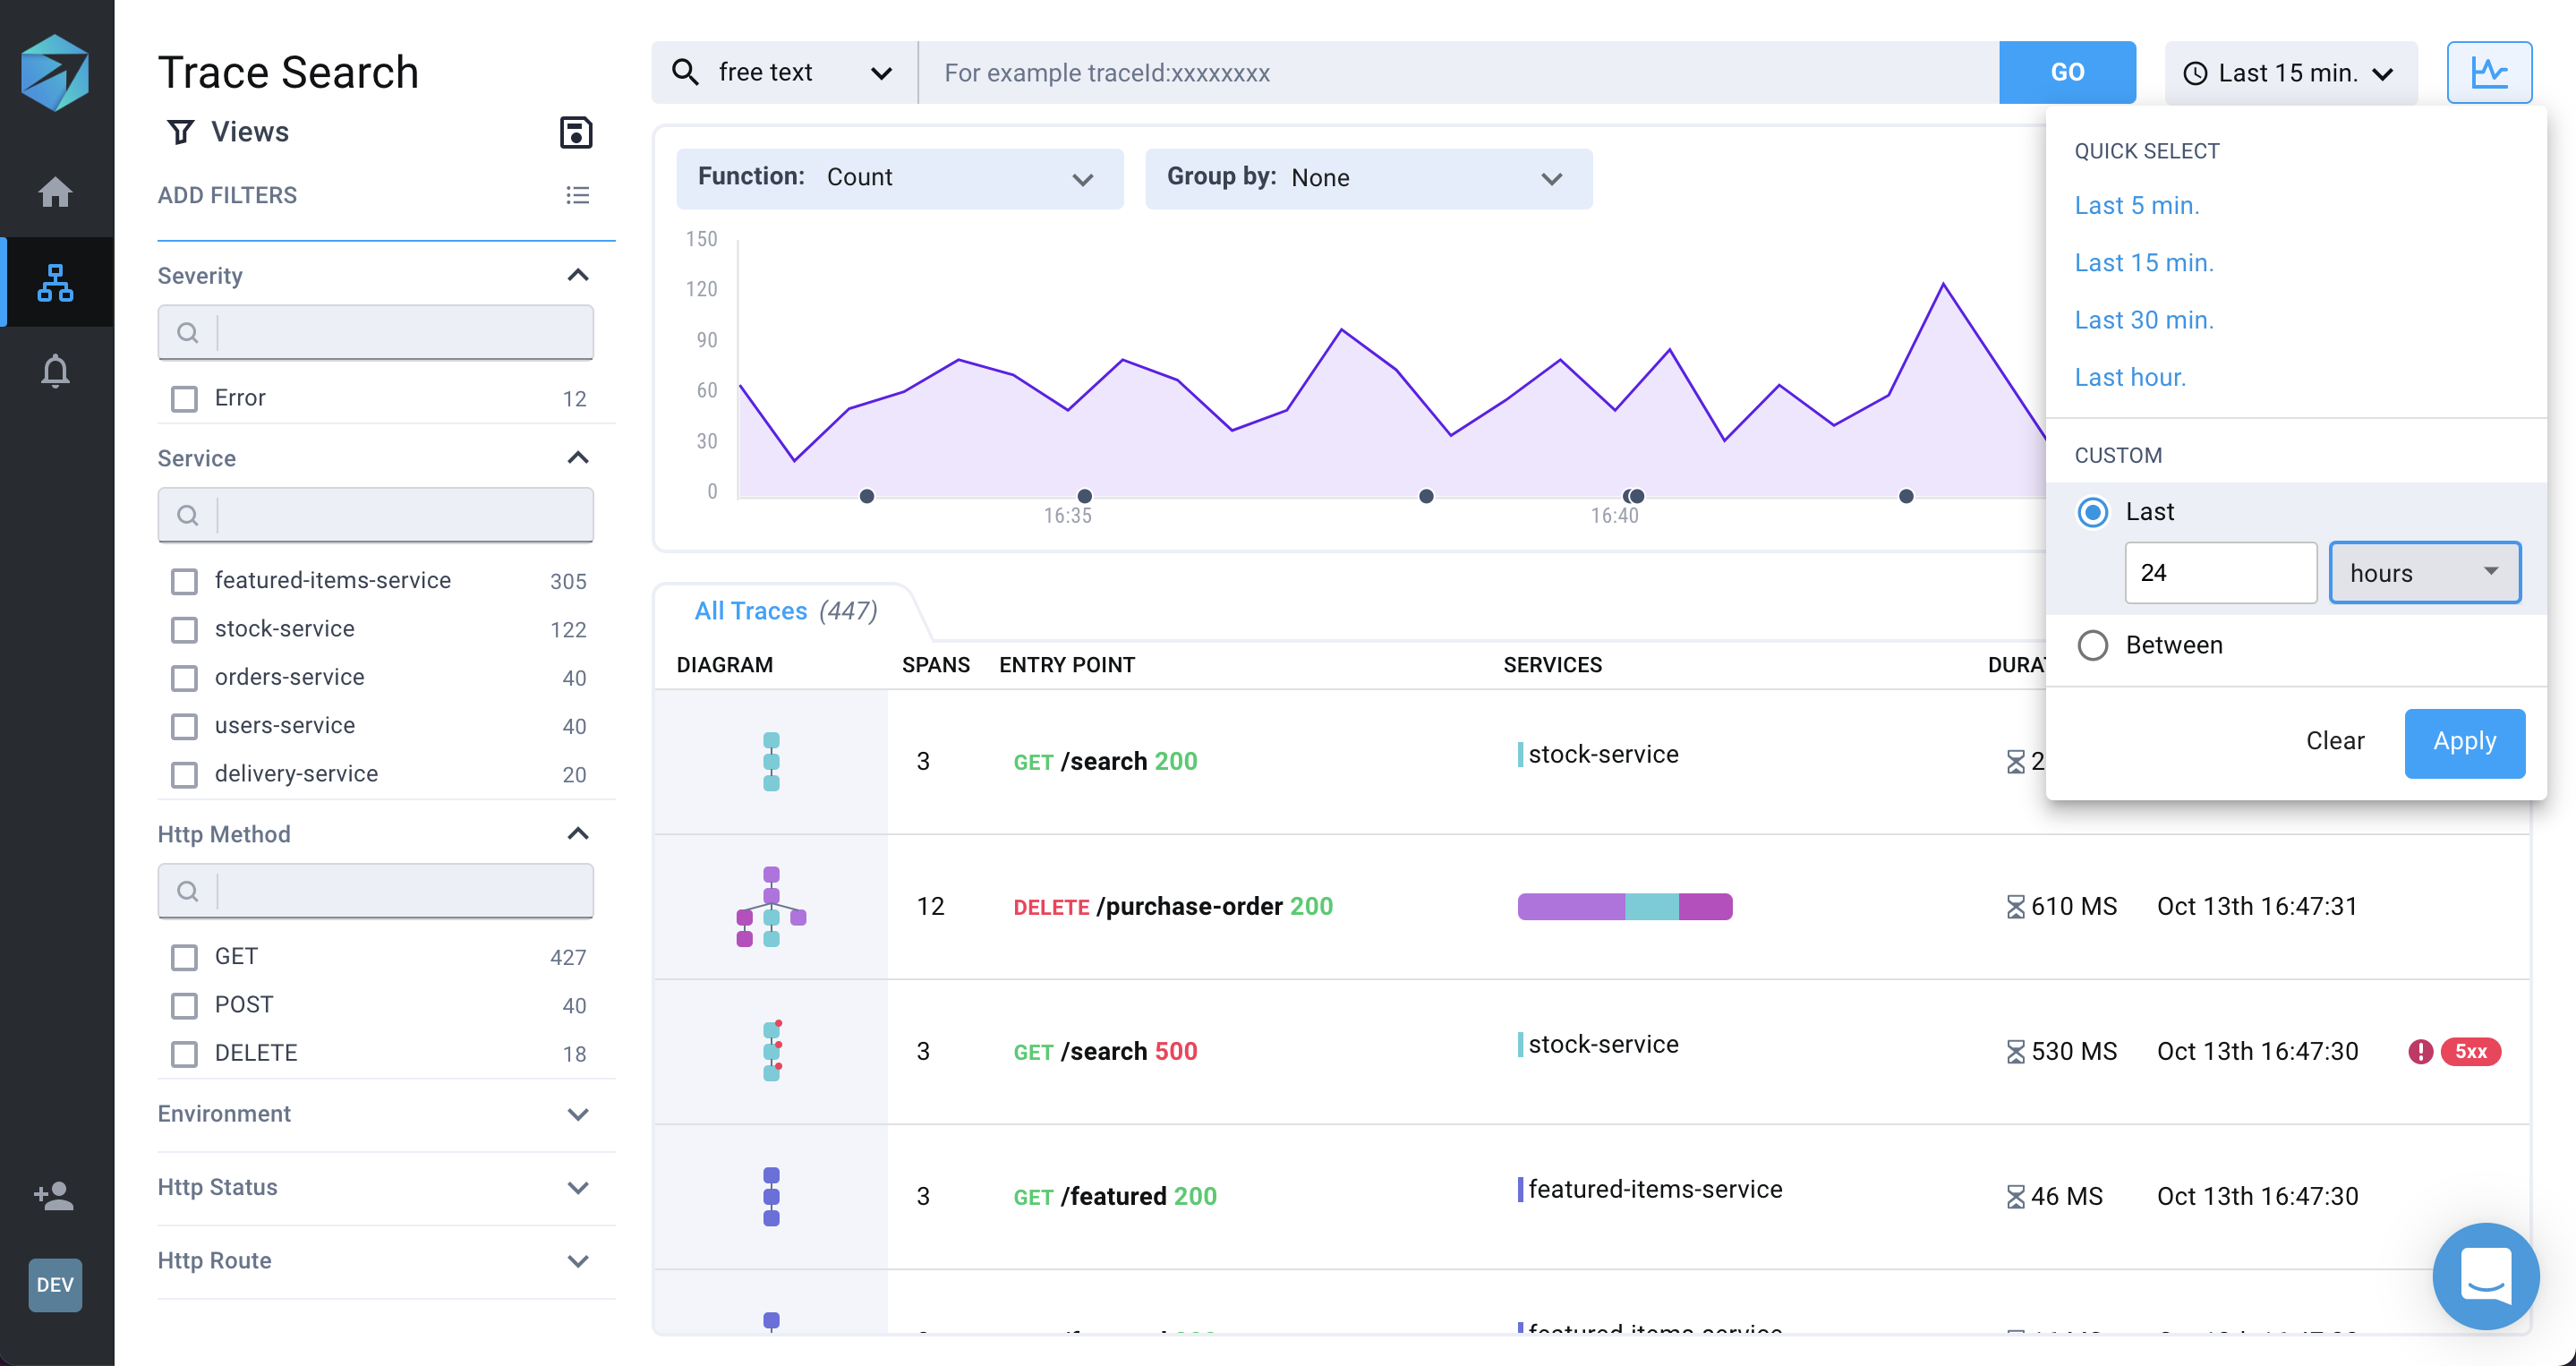 Trace Search
Views
ADD FILTERS
Severity
Error 12
Service
featured-items-service 305
stock-service 122
orders-service 40
users-service 40
delivery-service 20
Http Method
GET 427
POST 40
DELETE 18
Environment
Http Status
Http Route
DEV
free text For example traceId:xxxxxxxx GO Last 15 min.
Function: Count Group by: None
150
120
90
60
30
0
16:35 16:40
QUICK SELECT
Last 5 min.
Last 15 min.
Last 30 min.
Last hour.
CUSTOM
Last
24 hours
Between
Clear Apply
All Traces (447)
DIAGRAM SPANS ENTRY POINT SERVICES
3 GET /search 200 stock-service 2
12 DELETE /purchase-order 200 610 MS Oct 13th 16:47:31
3 GET /search 500 stock-service 530 MS Oct 13th 16:47:30 5xx
3 GET /featured 200 featured-items-service 46 MS Oct 13th 16:47:30
featured-items-service